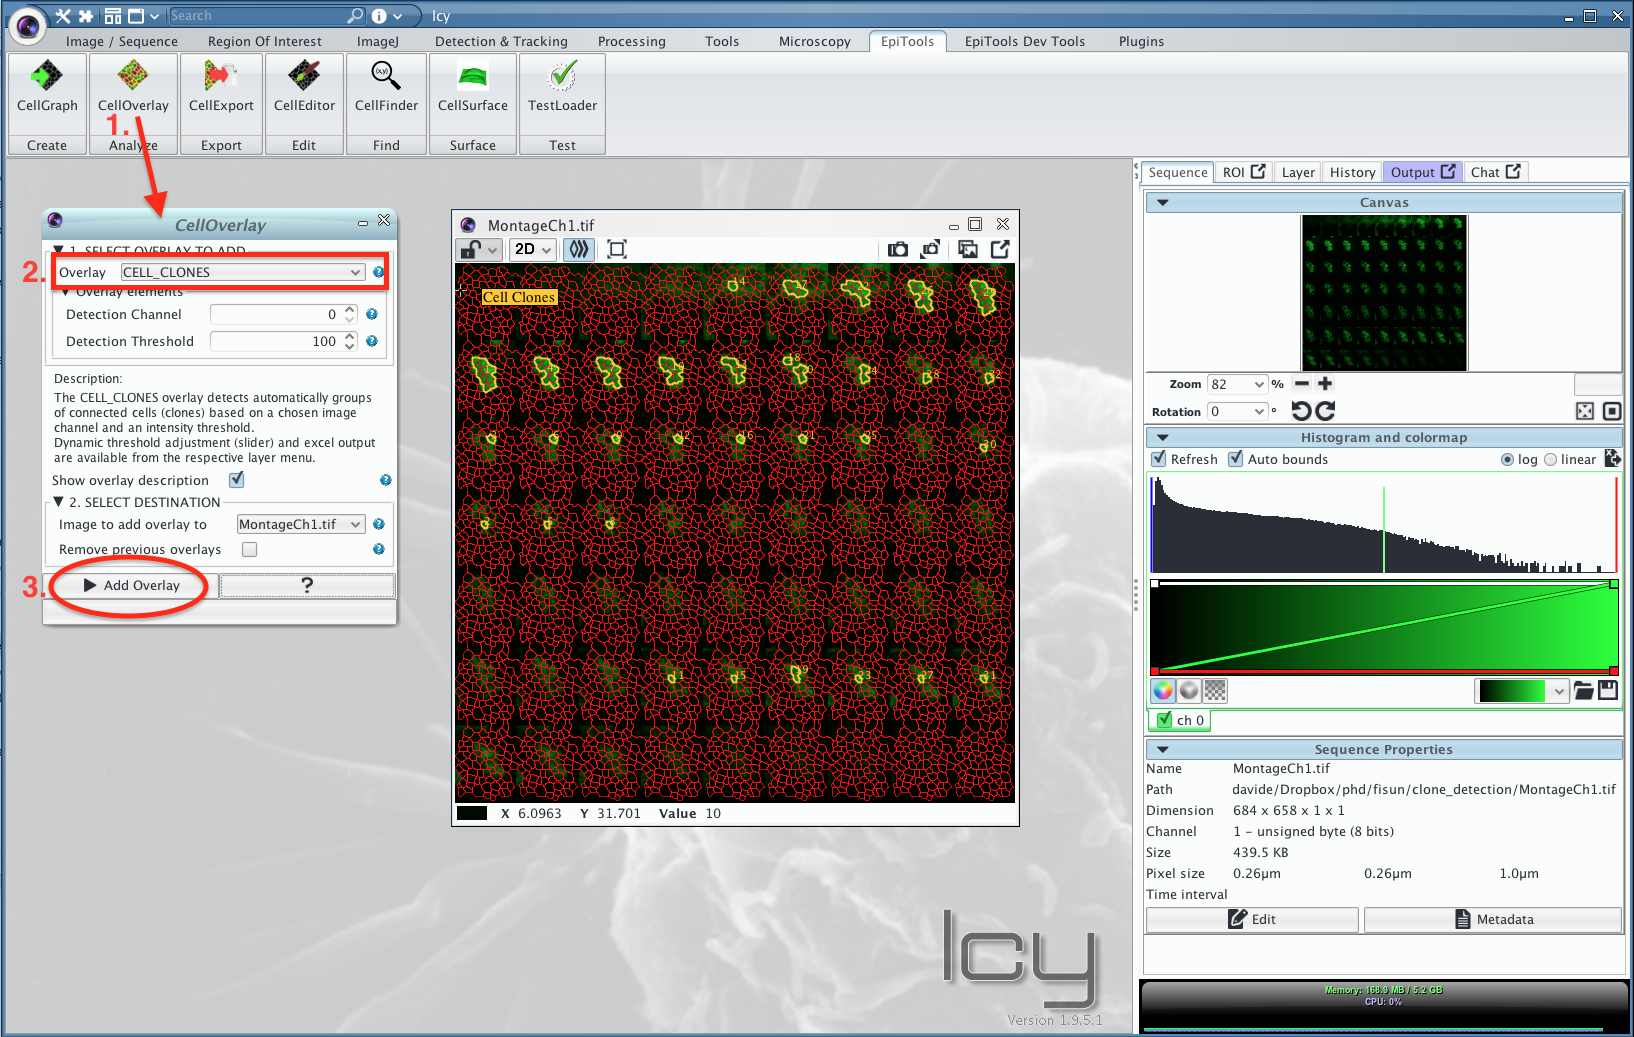 Search
Icy
Image / Sequence Region Of Interest ImageJ Detection & Tracking Processing Tools Microscopy EpiTools EpiTools Dev Tools Plugins
CellGraph CellOverlay CellExport CellEditor CellFinder CellSurface TestLoader
1.
Create Analyze Export Edit Find Surface Test
CellOverlay
1. SELECT OVERLAY TO ADD
2.
Overlay CELL_CLONES
Overlay elements
Detection Channel 0
Detection Threshold 100
Description:
The CELL_CLONES overlay detects automatically groups
of connected cells (clones) based on a chosen image
channel and an intensity threshold.
Dynamic threshold adjustment (slider) and excel output
are available from the respective layer menu.
Show overlay description
2. SELECT DESTINATION
Image to add overlay to MontageCh1.tif
Remove previous overlays
3.
Add Overlay ?
MontageCh1.tif
2D
Cell Clones
X 6.0963 Y 31.701 Value 10
Icy
Version 1.9.5.1
Sequence ROI Layer History Output Chat
Canvas
Zoom 82 %
Rotation 0 °
Histogram and colormap
Refresh Auto bounds log linear
ch 0
Sequence Properties
Name MontageCh1.tif
Path davide/Dropbox/phd/fisun/clone_detection/MontageCh1.tif
Dimension 684 x 658 x 1 x 1
Channel 1 - unsigned byte (8 bits)
Size 439.5 KB
Pixel size 0.26µm 0.26µm 1.0µm
Time interval
Edit Metadata
Memory: 168.0 MB / 5.2 GB
CPU: 0%